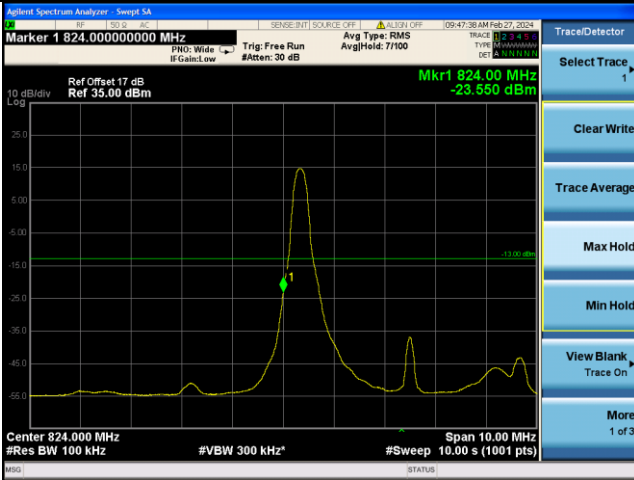 Agilent Spectrum Analyzer - Swept SA
RF 50 Ω AC SENSE:INT SOURCE OFF ALIGN OFF 09:47:38 AM Feb 27, 2024
Marker 1 824.000000000 MHz
PNO: Wide
IFGain:Low
Trig: Free Run
#Atten: 30 dB
Avg Type: RMS
Avg|Hold: 7/100
TRACE 1 2 3 4 5 6
TYPE MWWWWW
DET A N N N N N
Mkr1 824.00 MHz
-23.550 dBm
Ref Offset 17 dB
10 dB/div Ref 35.00 dBm
Log
25.0
15.0
5.00
-5.00
-13.00 dBm
-15.0
1
-25.0
-35.0
-45.0
-55.0
Center 824.000 MHz Span 10.00 MHz
#Res BW 100 kHz #VBW 300 kHz* #Sweep 10.00 s (1001 pts)
MSG STATUS
Trace/Detector
Select Trace
1
Clear Write
Trace Average
Max Hold
Min Hold
View Blank
Trace On
More
1 of 3